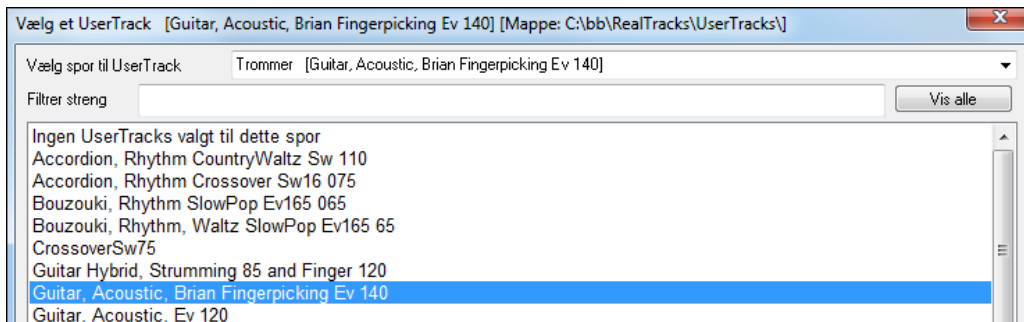 Vælg et UserTrack [Guitar, Acoustic, Brian Fingerpicking Ev 140] [Mappe: C:\bb\RealTracks\UserTracks\]
Vælg spor til UserTrack Trommer [Guitar, Acoustic, Brian Fingerpicking Ev 140]
Filtrer streng Vis alle
Ingen UserTracks valgt til dette spor
Accordion, Rhythm CountryWaltz Sw 110
Accordion, Rhythm Crossover Sw16 075
Bouzouki, Rhythm SlowPop Ev165 065
Bouzouki, Rhythm, Waltz SlowPop Ev165 65
CrossoverSw75
Guitar Hybrid, Strumming 85 and Finger 120
Guitar, Acoustic, Brian Fingerpicking Ev 140
Guitar, Acoustic, Ev 120